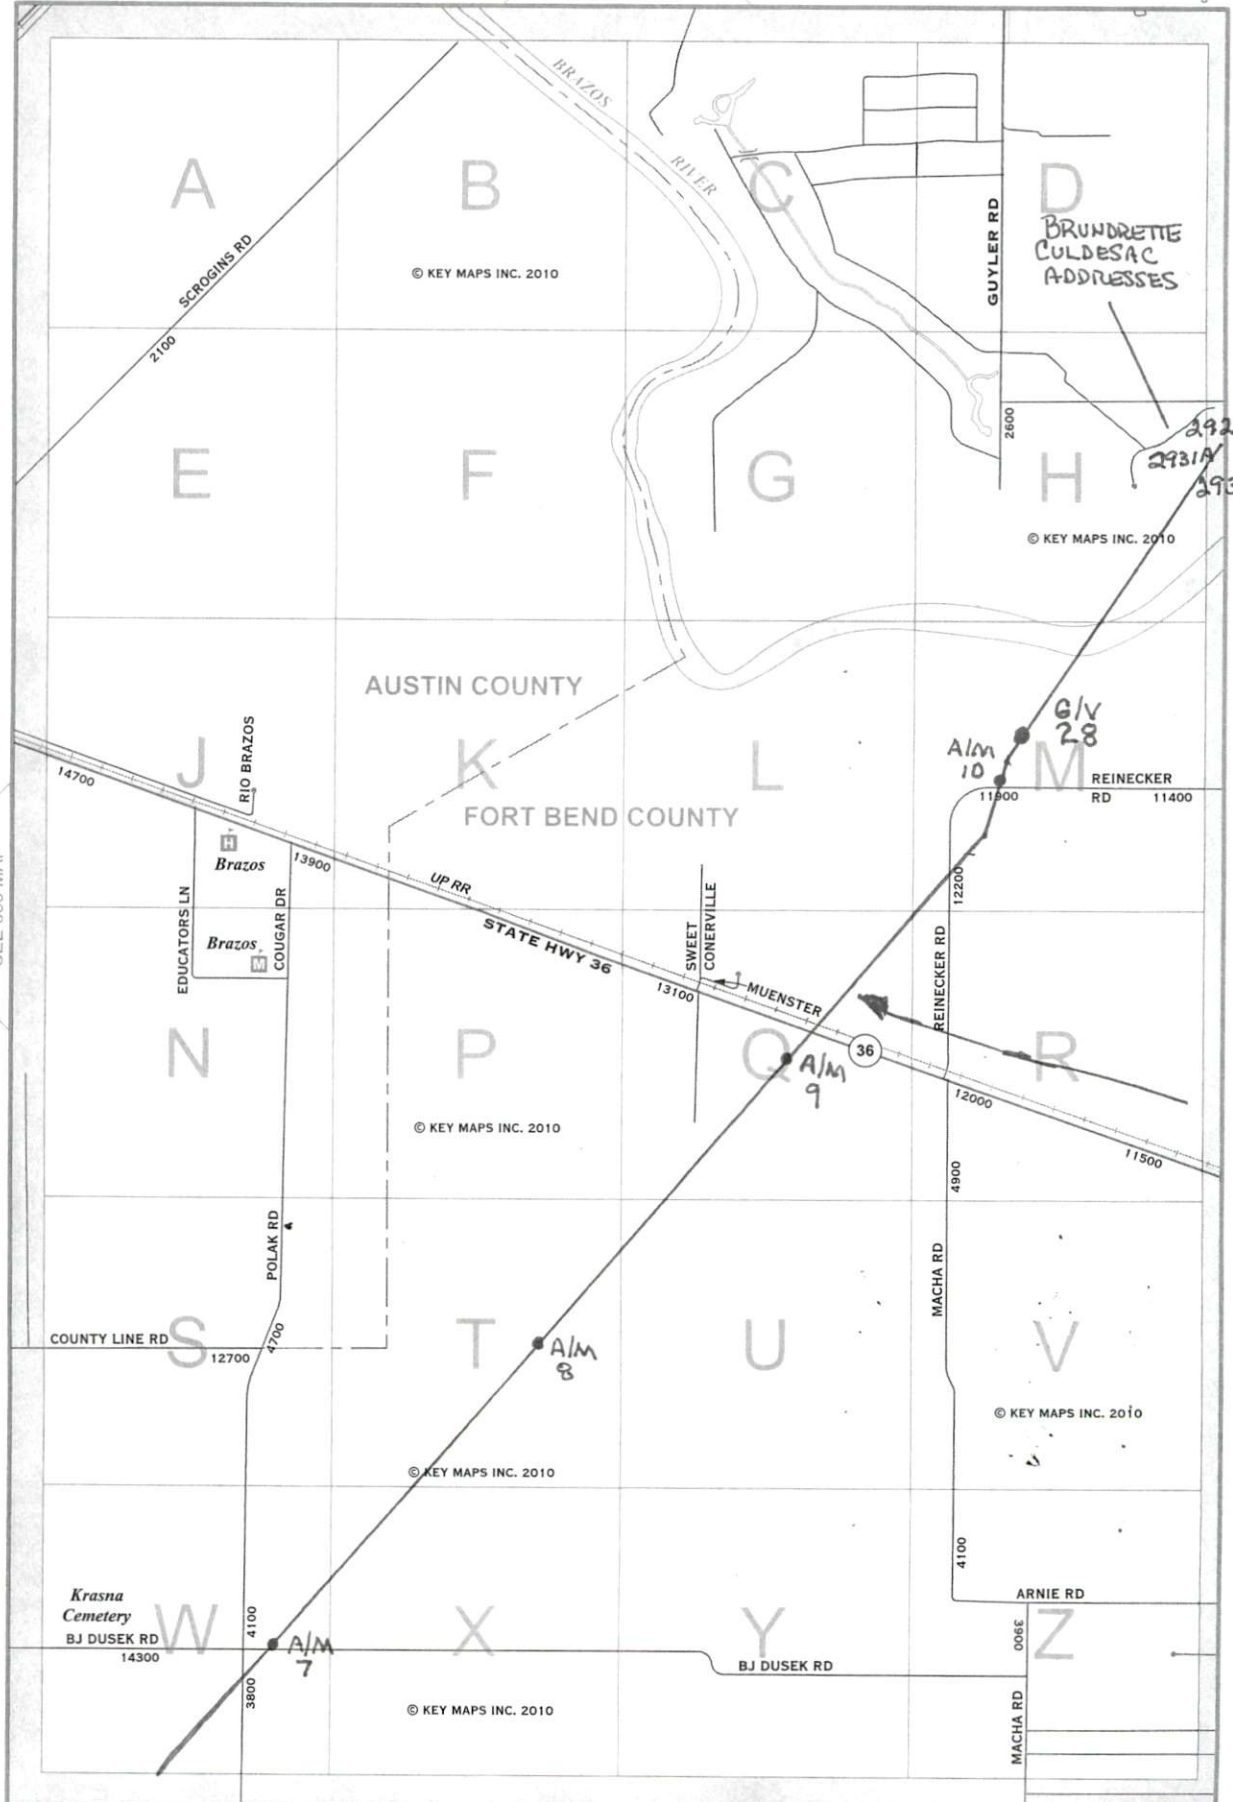 BRAZOS
RIVER
A
B
C
D
SCROGINS RD
2100
© KEY MAPS INC. 2010
GUYLER RD
BRUNDRETTE
CULDESAC
ADDRESSES
2600
E
F
G
H
2931A
© KEY MAPS INC. 2010
AUSTIN COUNTY
G/V
28
A/M
10
J
K
L
M
RIO BRAZOS
14700
REINECKER
RD
11900
11400
FORT BEND COUNTY
H
Brazos
13900
UP RR
STATE HWY 36
12200
EDUCATORS LN
COUGAR DR
Brazos
M
SWEET
CONERVILLE
13100
MUENSTER
REINECKER RD
N
P
Q
R
36
A/M
9
12000
11500
© KEY MAPS INC. 2010
4900
POLAK RD
MACHA RD
COUNTY LINE RD
12700
4700
S
T
U
V
A/M
8
© KEY MAPS INC. 2010
© KEY MAPS INC. 2010
4100
Krasna
Cemetery
ARNIE RD
4100
3900
W
X
Y
Z
BJ DUSEK RD
14300
A/M
7
BJ DUSEK RD
3800
© KEY MAPS INC. 2010
MACHA RD